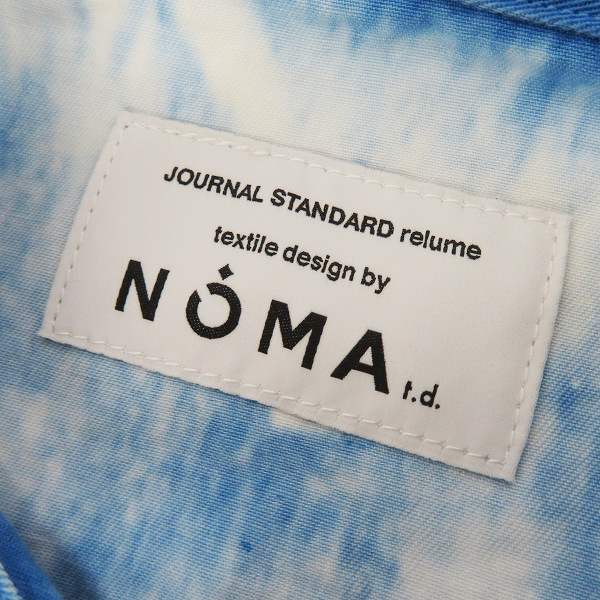 JOURNAL STANDARD relume
textile design by
NOMA t.d.